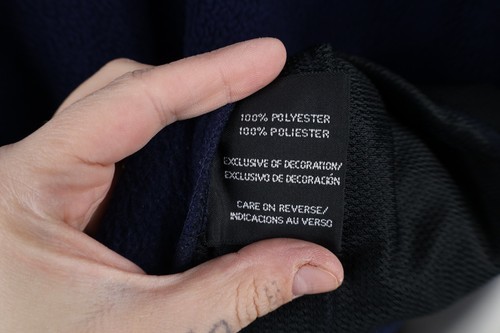 100% POLYESTER
100% POLIESTER
EXCLUSIVE OF DECORATION/
EXCLUSIVO DE DECORACIÓN
CARE ON REVERSE/
INDICACIONS AU VERSO